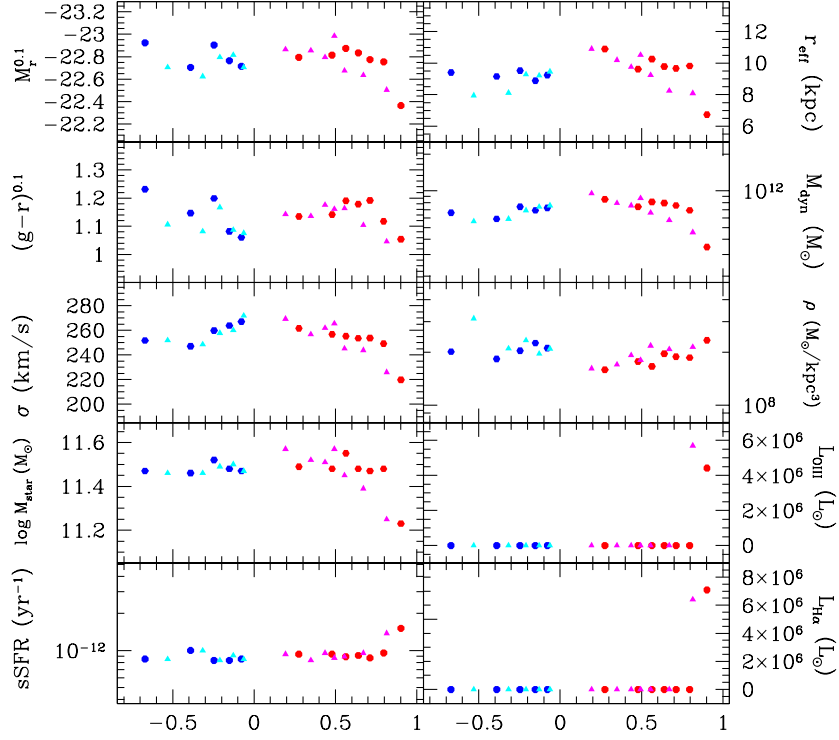 −23.2
−23
−22.8
−22.6
−22.4
−22.2
M_r^0.1
12
10
8
6
r_eff (kpc)
1.3
1.2
1.1
1
(g−r)^0.1
10^12
M_dyn (M_⊙)
280
260
240
220
200
σ (km/s)
10^8
ρ (M_⊙/kpc^3)
11.6
11.4
11.2
log M_star (M_⊙)
6×10^6
4×10^6
2×10^6
0
L_OIII (L_⊙)
10^−12
sSFR (yr^−1)
8×10^6
6×10^6
4×10^6
2×10^6
0
L_Hα (L_⊙)
−0.5 0 0.5 1
−0.5 0 0.5 1